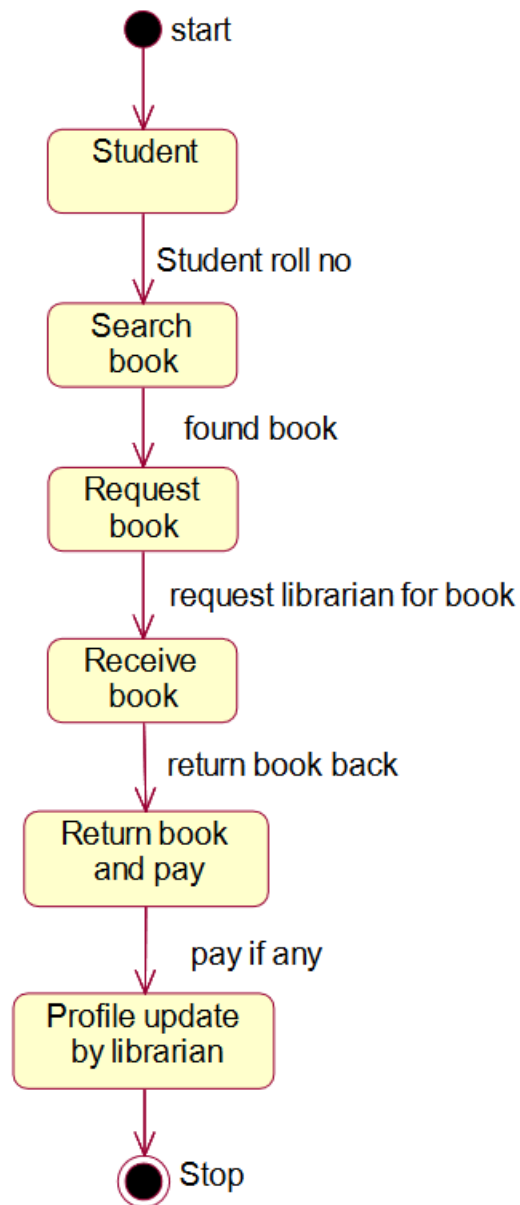 start
Student
Student roll no
Search
book
found book
Request
book
request librarian for book
Receive
book
return book back
Return book
and pay
pay if any
Profile update
by librarian
Stop